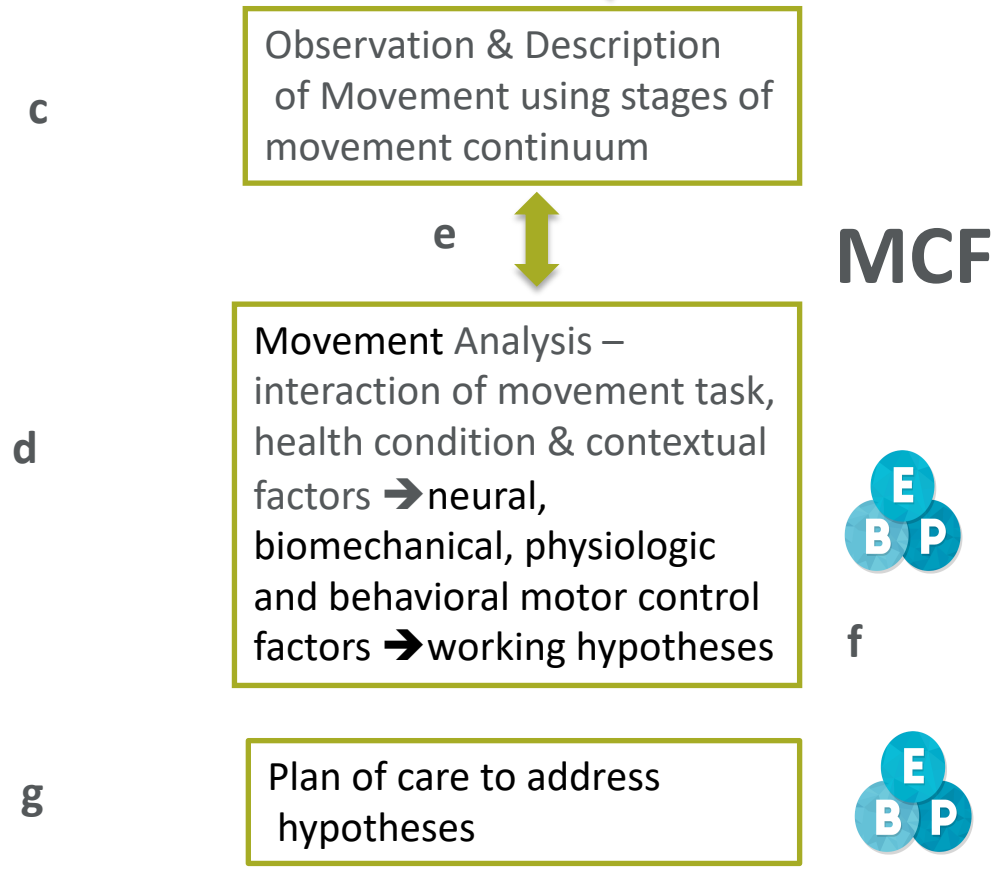 c
Observation & Description
of Movement using stages of
movement continuum
e
MCF
d
Movement Analysis –
interaction of movement task,
health condition & contextual
factors ➔neural,
biomechanical, physiologic
and behavioral motor control
factors ➔working hypotheses
E
B P
f
g
Plan of care to address
hypotheses
E
B P